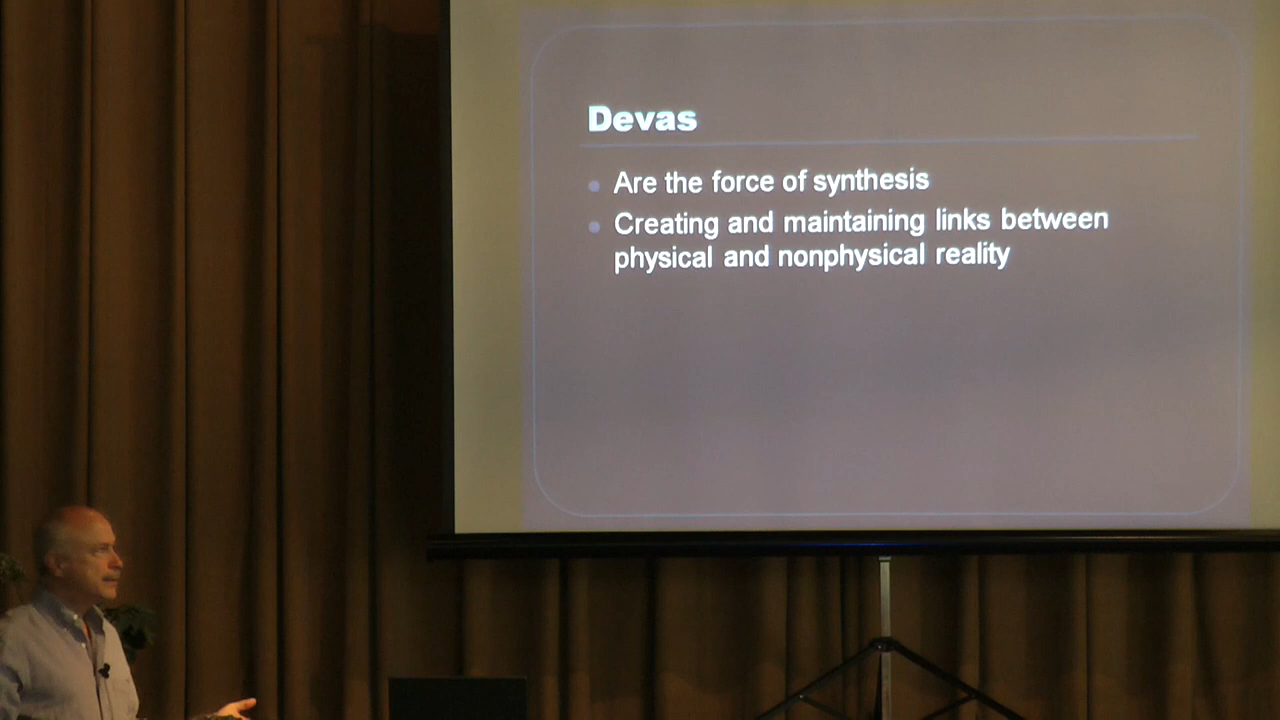 Devas
Are the force of synthesis
Creating and maintaining links between
physical and nonphysical reality